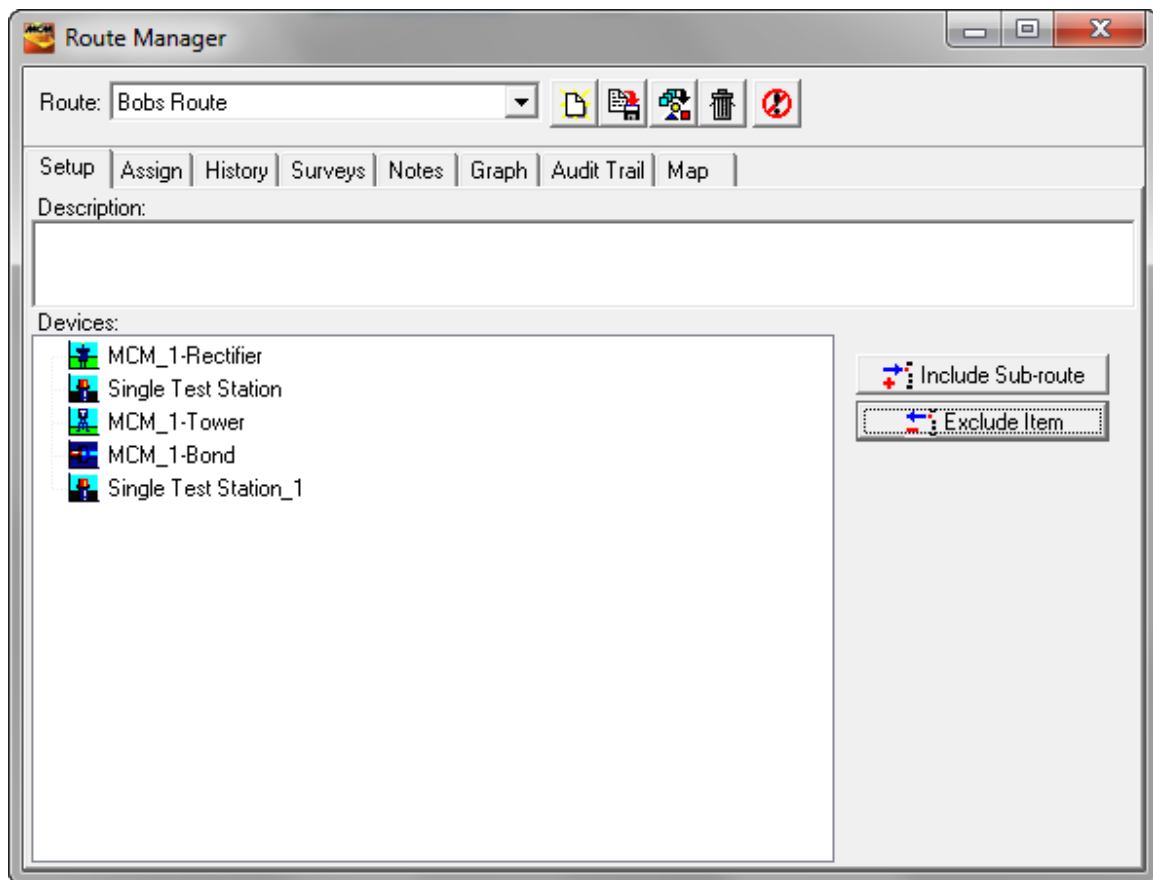 MCM
Route Manager
Route: Bobs Route
Setup Assign History Surveys Notes Graph Audit Trail Map
Description:
Devices:
MCM_1-Rectifier
Include Sub-route
Single Test Station
MCM_1-Tower
Exclude Item
MCM_1-Bond
Single Test Station_1